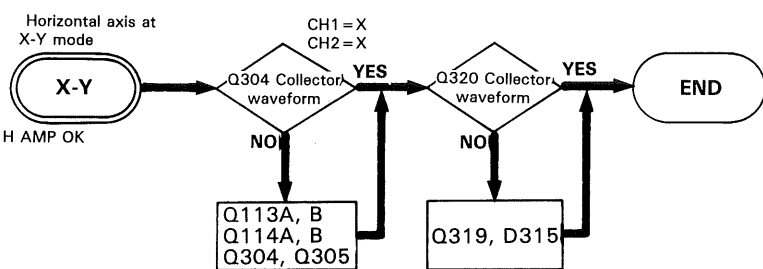 Horizontal axis at
X-Y mode
X-Y
H AMP OK
CH1=X
CH2=X
Q304 Collector
waveform
YES
NO
Q113A, B
Q114A, B
Q304, Q305
Q320 Collector
waveform
YES
NO
Q319, D315
END